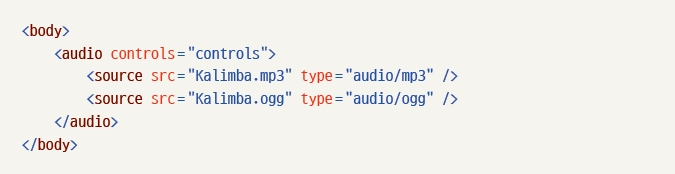 <body>
    <audio controls="controls">
        <source src="Kalimba.mp3" type="audio/mp3" />
        <source src="Kalimba.ogg" type="audio/ogg" />
    </audio>
</body>